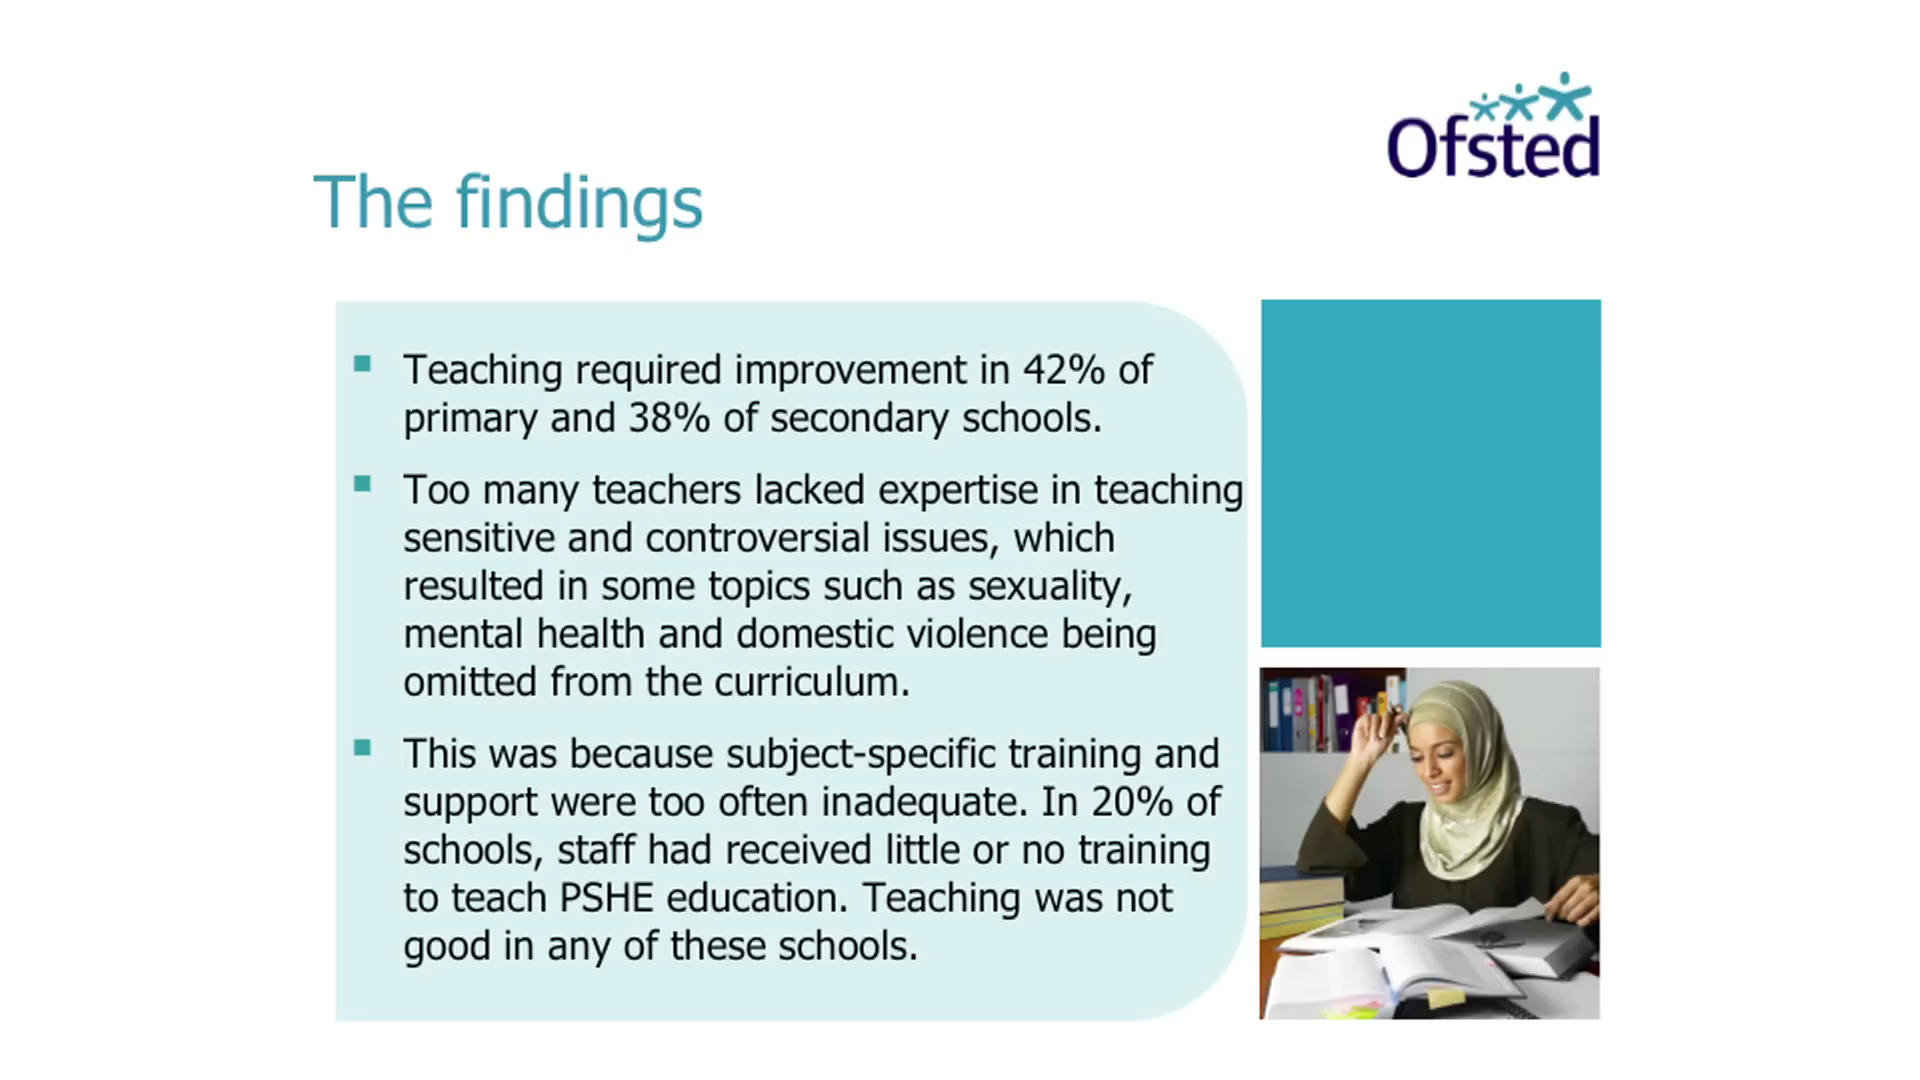 Ofsted
The findings
Teaching required improvement in 42% of
primary and 38% of secondary schools.
Too many teachers lacked expertise in teaching
sensitive and controversial issues, which
resulted in some topics such as sexuality,
mental health and domestic violence being
omitted from the curriculum.
This was because subject-specific training and
support were too often inadequate. In 20% of
schools, staff had received little or no training
to teach PSHE education. Teaching was not
good in any of these schools.